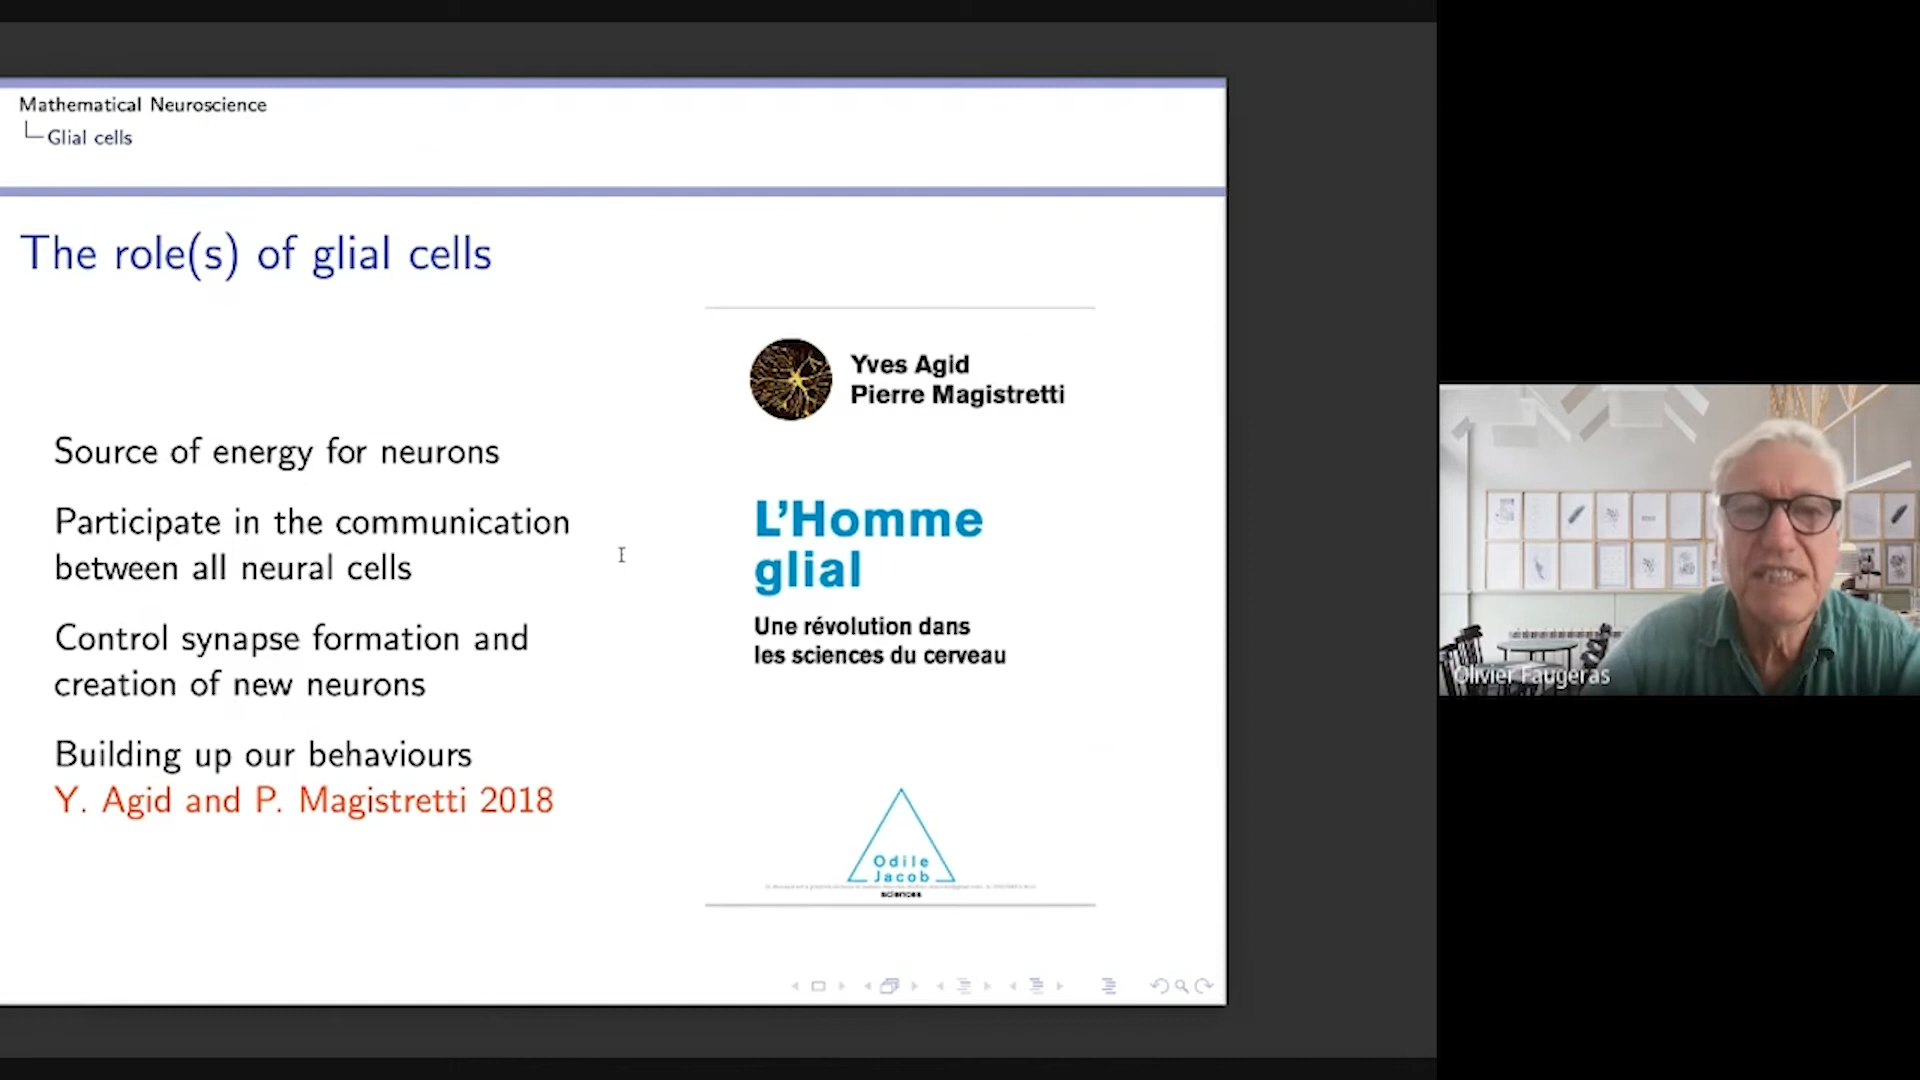 Mathematical Neuroscience
Glial cells
The role(s) of glial cells
Source of energy for neurons
Participate in the communication
between all neural cells
Control synapse formation and
creation of new neurons
Building up our behaviours
Y. Agid and P. Magistretti 2018
Yves Agid
Pierre Magistretti
L'Homme
glial
Une révolution dans
les sciences du cerveau
Odile
Jacob
sciences
Olivier Faugeras